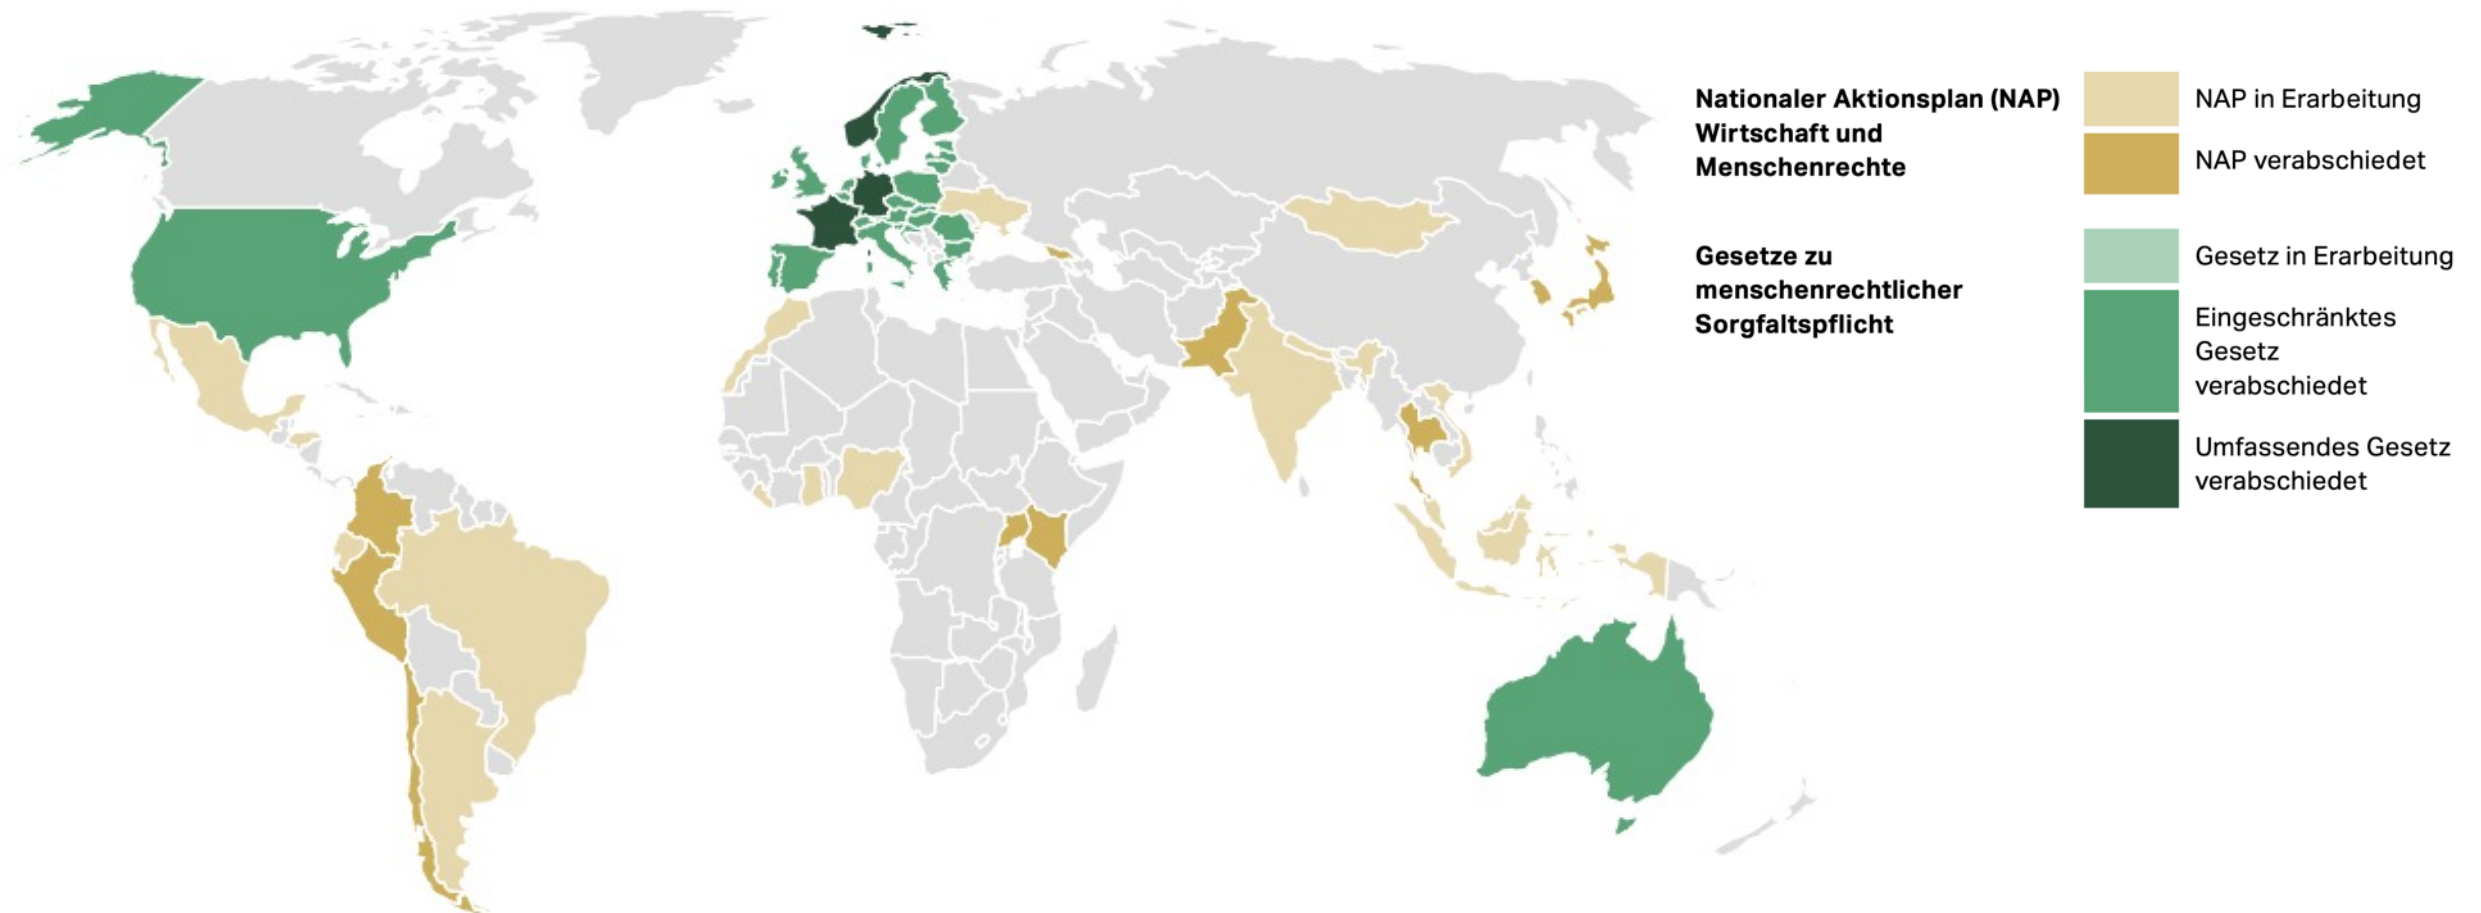 Nationaler Aktionsplan (NAP)
Wirtschaft und
Menschenrechte
NAP in Erarbeitung
NAP verabschiedet
Gesetze zu
menschenrechtlicher
Sorgfaltspflicht
Gesetz in Erarbeitung
Eingeschränktes
Gesetz
verabschiedet
Umfassendes Gesetz
verabschiedet